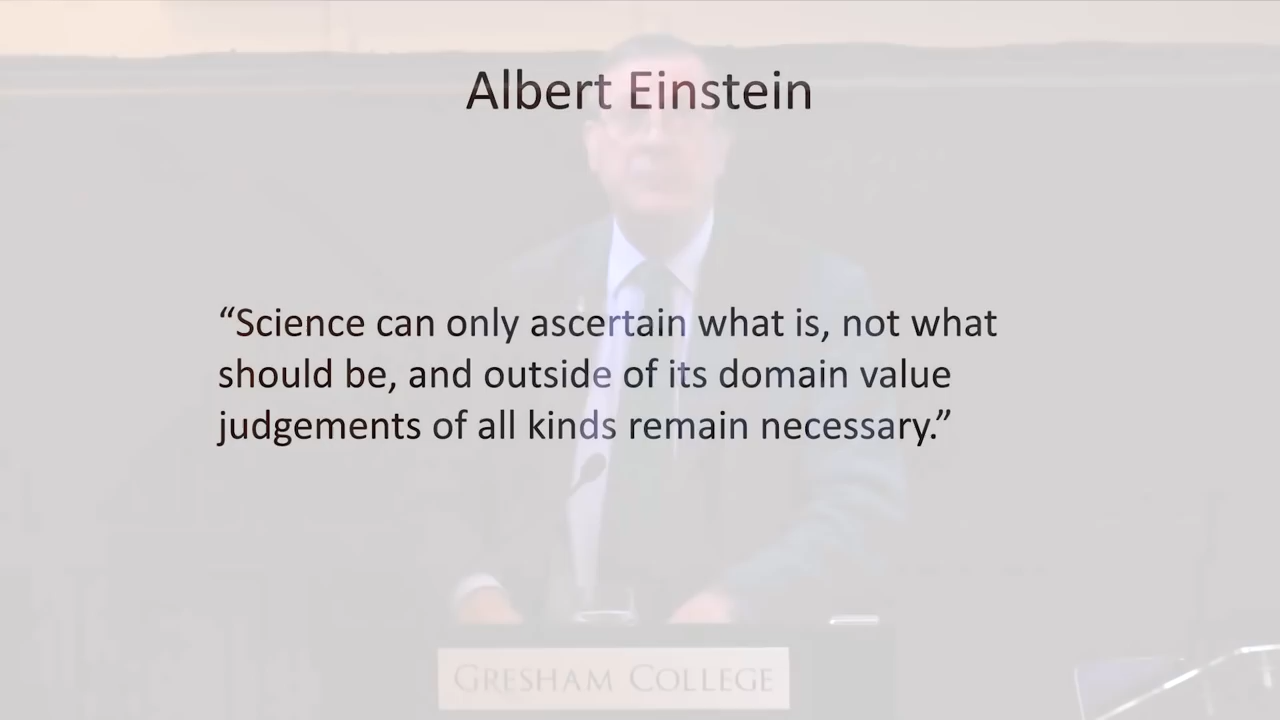 Albert Einstein
“Science can only ascertain what is, not what
should be, and outside of its domain value
judgements of all kinds remain necessary.”
GRESHAM COLLEGE